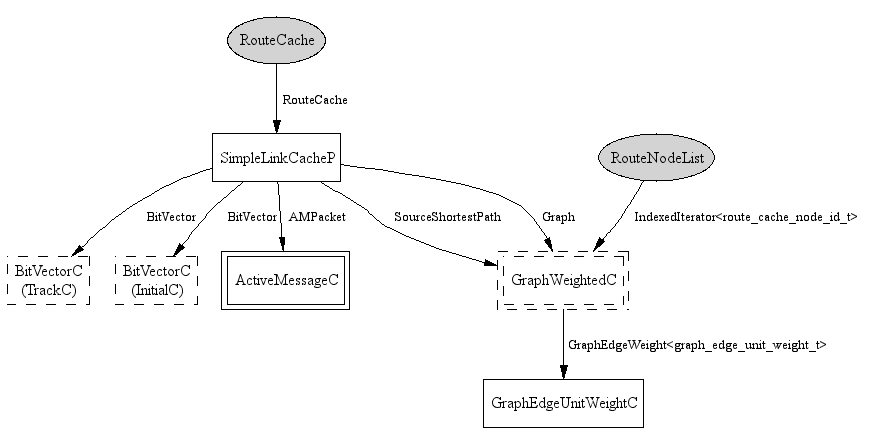 RouteCache
RouteCache
SimpleLinkCacheP
RouteNodeList
BitVector
BitVector
AMPacket
SourceShortestPath
Graph
IndexedIterator<route_cache_node_id_t>
BitVectorC
(TrackC)
BitVectorC
(InitialC)
ActiveMessageC
GraphWeightedC
GraphEdgeWeight<graph_edge_unit_weight_t>
GraphEdgeUnitWeightC